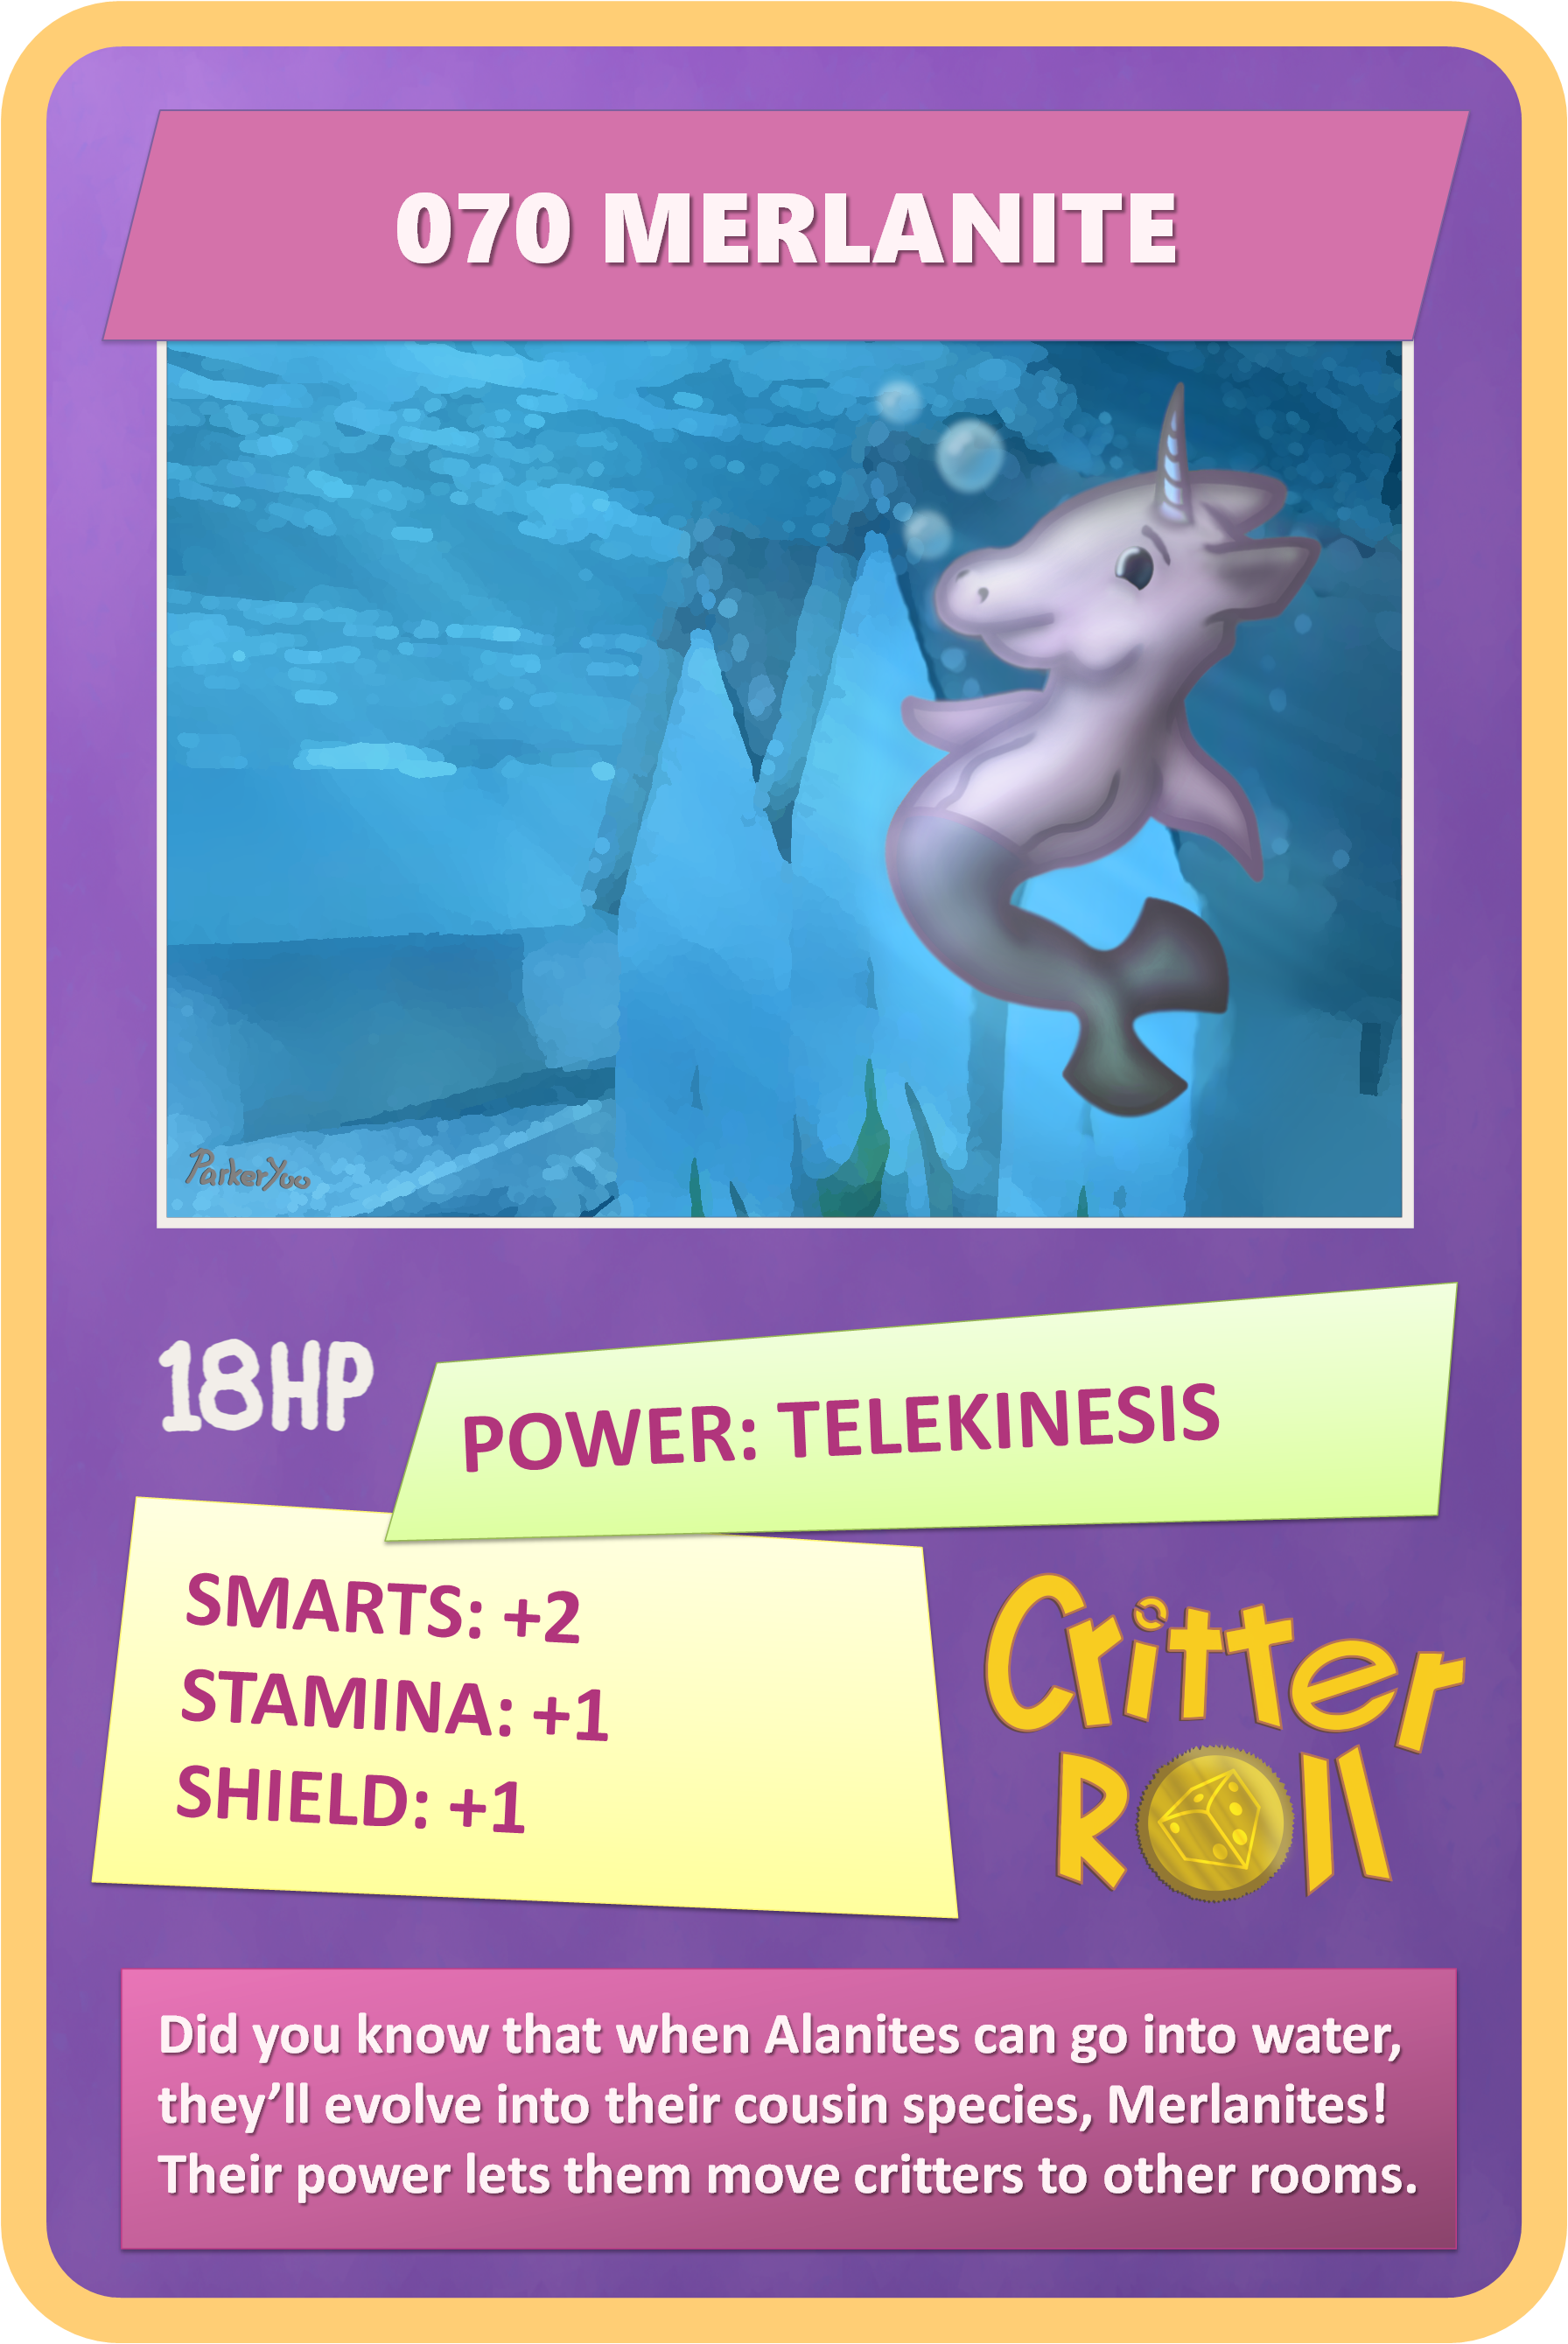 070 MERLANITE
ParkerYoo
18HP
POWER: TELEKINESIS
SMARTS: +2
STAMINA: +1
SHIELD: +1
Critter
Roll
Did you know that when Alanites can go into water,
they’ll evolve into their cousin species, Merlanites!
Their power lets them move critters to other rooms.